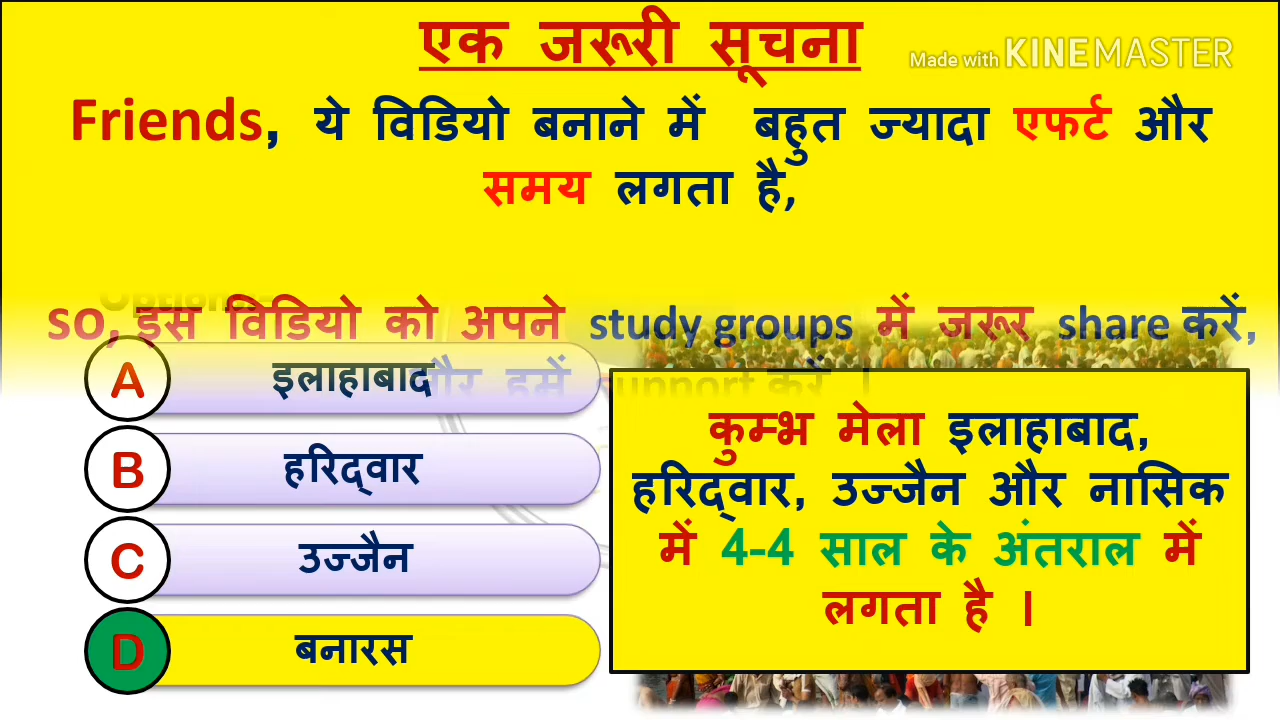 एक जरूरी सूचना
Made with KINEMASTER
Friends, ये विडियो बनाने में बहुत ज्यादा एफर्ट और
समय लगता है,
Option:-
so, इस विडियो को अपने study groups में जरूर share करें,
और हमें support करें ।
A इलाहाबाद
B हरिद्वार
C उज्जैन
D बनारस
कुम्भ मेला इलाहाबाद,
हरिद्वार, उज्जैन और नासिक
में 4-4 साल के अंतराल में
लगता है ।